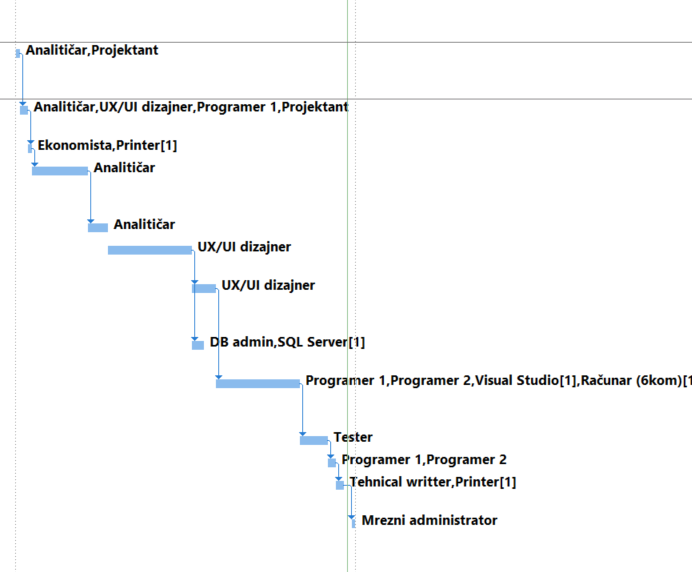 Analitičar,Projektant
Analitičar,UX/UI dizajner,Programer 1,Projektant
Ekonomista,Printer[1]
Analitičar
Analitičar
UX/UI dizajner
UX/UI dizajner
DB admin,SQL Server[1]
Programer 1,Programer 2,Visual Studio[1],Računar (6kom)[1
Tester
Programer 1,Programer 2
Tehnical writter,Printer[1]
Mrezni administrator